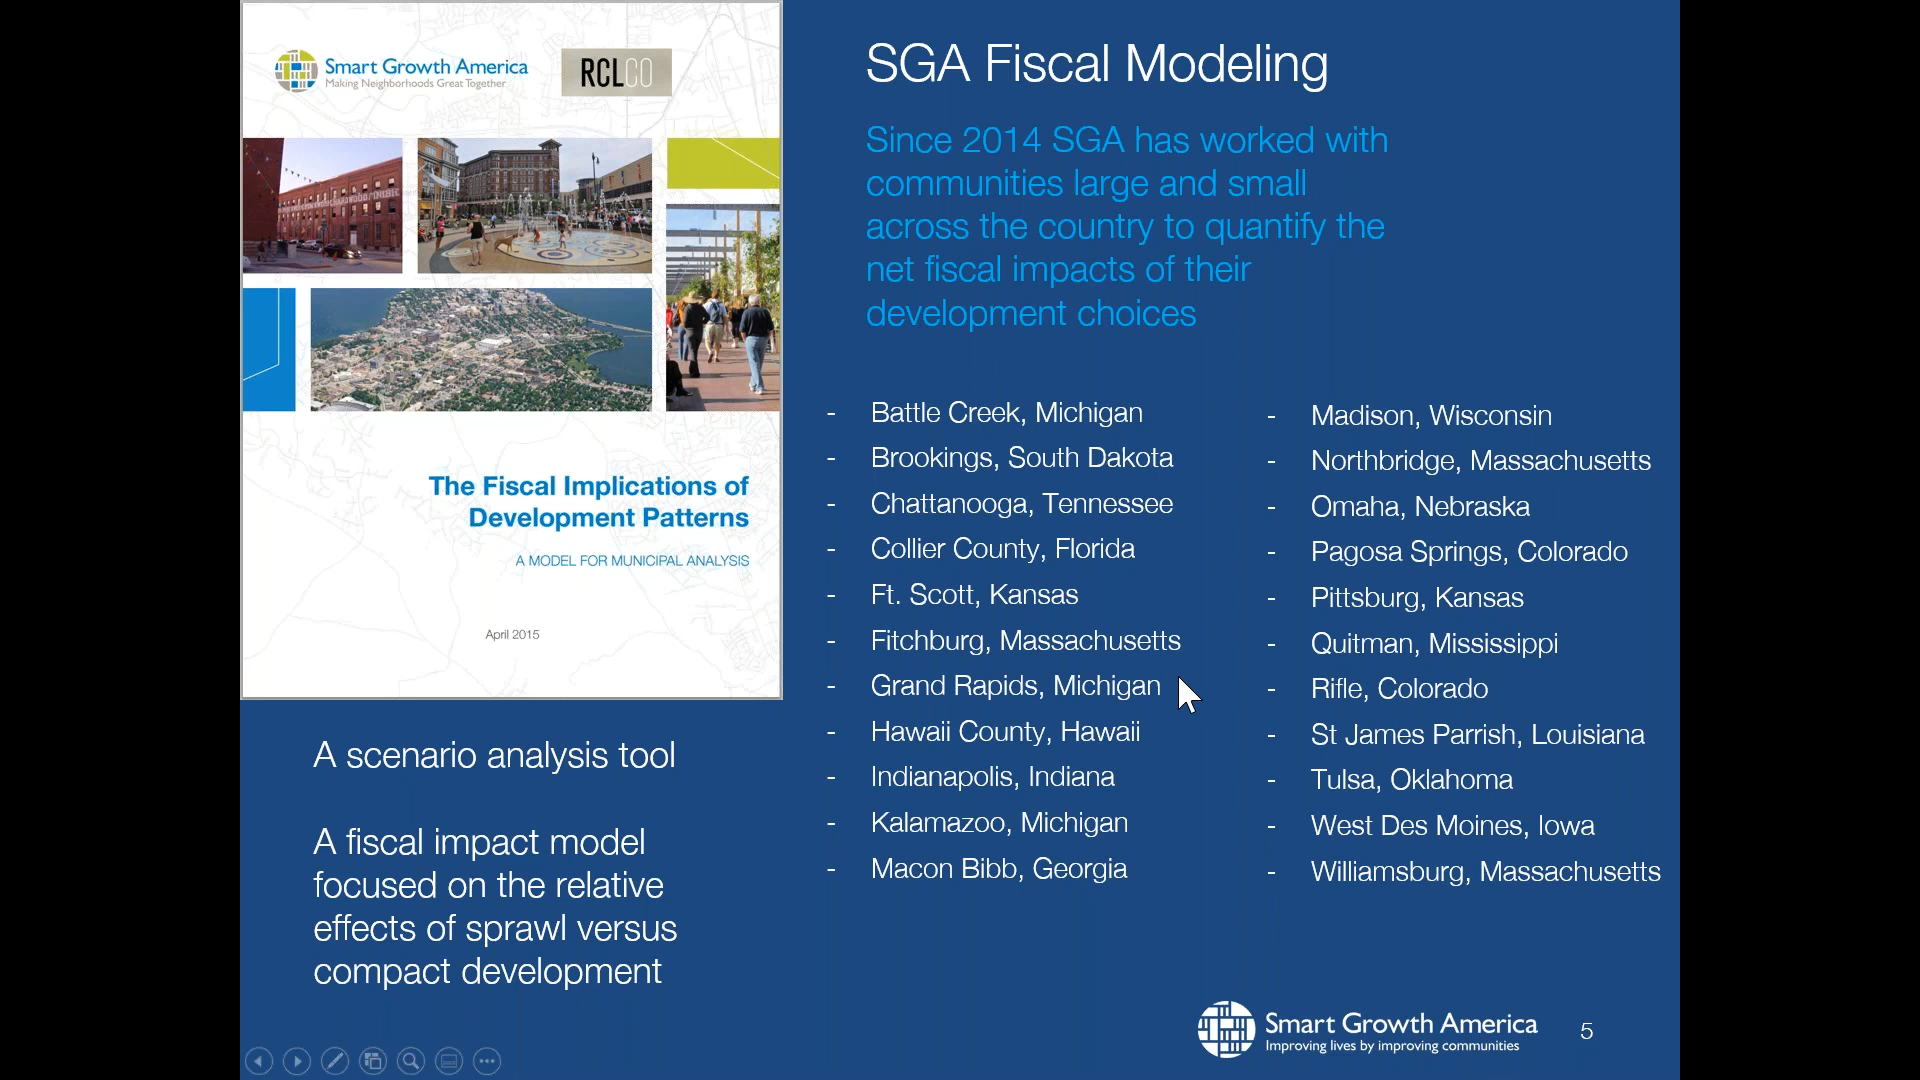 Smart Growth America
Making Neighborhoods Great Together
RCLCO
The Fiscal Implications of
Development Patterns
A MODEL FOR MUNICIPAL ANALYSIS
April 2015
A scenario analysis tool
A fiscal impact model
focused on the relative
effects of sprawl versus
compact development
SGA Fiscal Modeling
Since 2014 SGA has worked with
communities large and small
across the country to quantify the
net fiscal impacts of their
development choices
- Battle Creek, Michigan
- Brookings, South Dakota
- Chattanooga, Tennessee
- Collier County, Florida
- Ft. Scott, Kansas
- Fitchburg, Massachusetts
- Grand Rapids, Michigan
- Hawaii County, Hawaii
- Indianapolis, Indiana
- Kalamazoo, Michigan
- Macon Bibb, Georgia
- Madison, Wisconsin
- Northbridge, Massachusetts
- Omaha, Nebraska
- Pagosa Springs, Colorado
- Pittsburg, Kansas
- Quitman, Mississippi
- Rifle, Colorado
- St James Parrish, Louisiana
- Tulsa, Oklahoma
- West Des Moines, Iowa
- Williamsburg, Massachusetts
Smart Growth America
Improving lives by improving communities
5